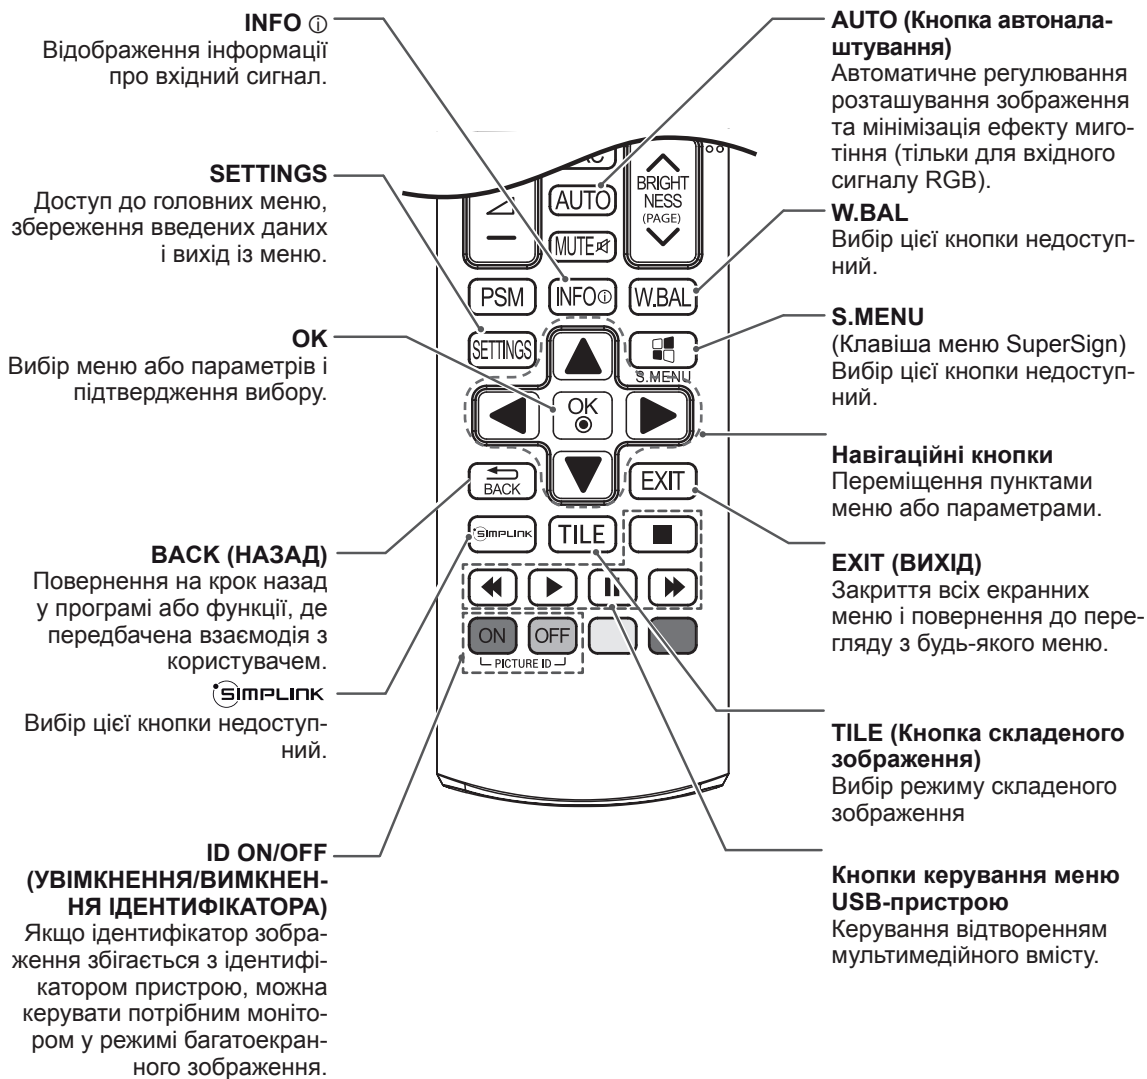 INFO ⓘ
Відображення інформації
про вхідний сигнал.
SETTINGS
Доступ до головних меню,
збереження введених даних
і вихід із меню.
OK
Вибір меню або параметрів і
підтвердження вибору.
BACK (НАЗАД)
Повернення на крок назад
у програмі або функції, де
передбачена взаємодія з
користувачем.
SIMPLINK
Вибір цієї кнопки недоступ-
ний.
ID ON/OFF
(УВІМКНЕННЯ/ВИМКНЕН-
НЯ ІДЕНТИФІКАТОРА)
Якщо ідентифікатор зобра-
ження збігається з ідентифі-
катором пристрою, можна
керувати потрібним моніто-
ром у режимі багатоекран-
ного зображення.
AUTO
BRIGHT
NESS
(PAGE)
MUTE
PSM
INFO ⓘ
W.BAL
SETTINGS
S.MENU
OK
BACK
EXIT
SIMPLINK
TILE
ON
OFF
PICTURE ID
AUTO (Кнопка автонала-
штування)
Автоматичне регулювання
розташування зображення
та мінімізація ефекту миго-
тіння (тільки для вхідного
сигналу RGB).
W.BAL
Вибір цієї кнопки недоступ-
ний.
S.MENU
(Клавіша меню SuperSign)
Вибір цієї кнопки недоступ-
ний.
Навігаційні кнопки
Переміщення пунктами
меню або параметрами.
EXIT (ВИХІД)
Закриття всіх екранних
меню і повернення до пере-
гляду з будь-якого меню.
TILE (Кнопка складеного
зображення)
Вибір режиму складеного
зображення
Кнопки керування меню
USB-пристрою
Керування відтворенням
мультимедійного вмісту.